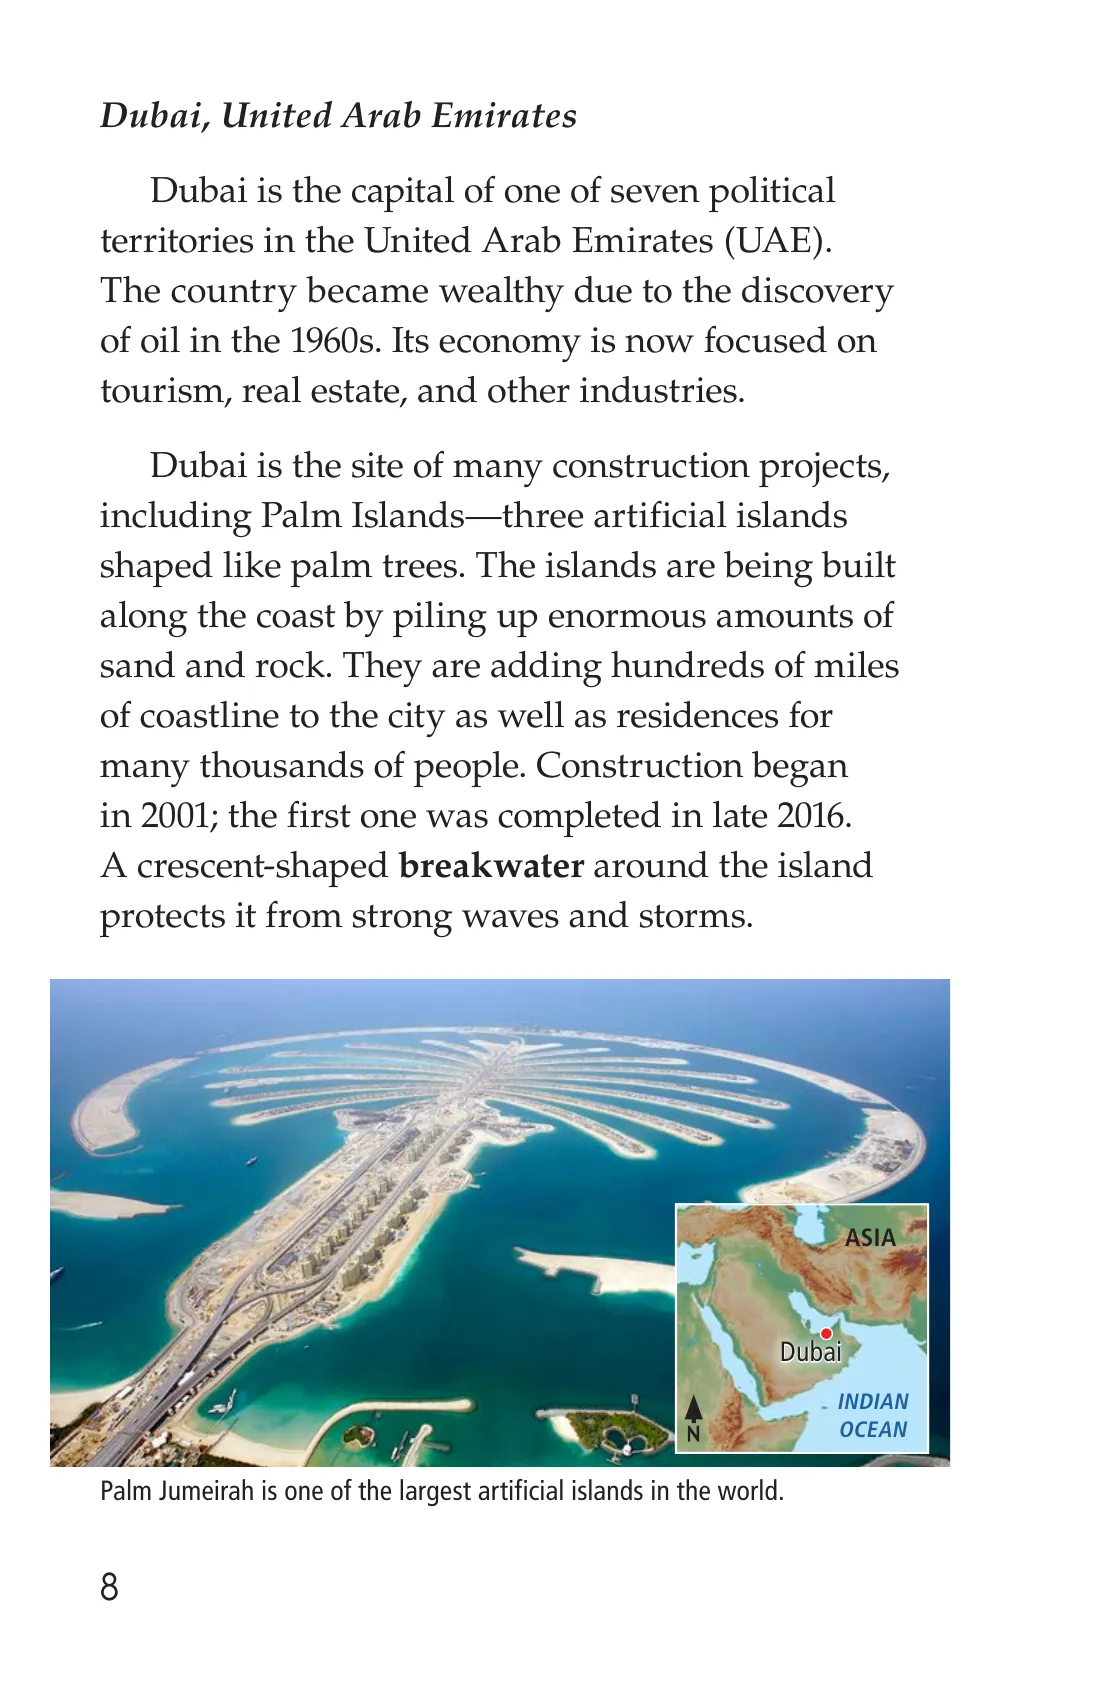 Dubai, United Arab Emirates
Dubai is the capital of one of seven political
territories in the United Arab Emirates (UAE).
The country became wealthy due to the discovery
of oil in the 1960s. Its economy is now focused on
tourism, real estate, and other industries.
Dubai is the site of many construction projects,
including Palm Islands—three artificial islands
shaped like palm trees. The islands are being built
along the coast by piling up enormous amounts of
sand and rock. They are adding hundreds of miles
of coastline to the city as well as residences for
many thousands of people. Construction began
in 2001; the first one was completed in late 2016.
A crescent-shaped breakwater around the island
protects it from strong waves and storms.
ASIA
Dubai
INDIAN
OCEAN
N
Palm Jumeirah is one of the largest artificial islands in the world.
8